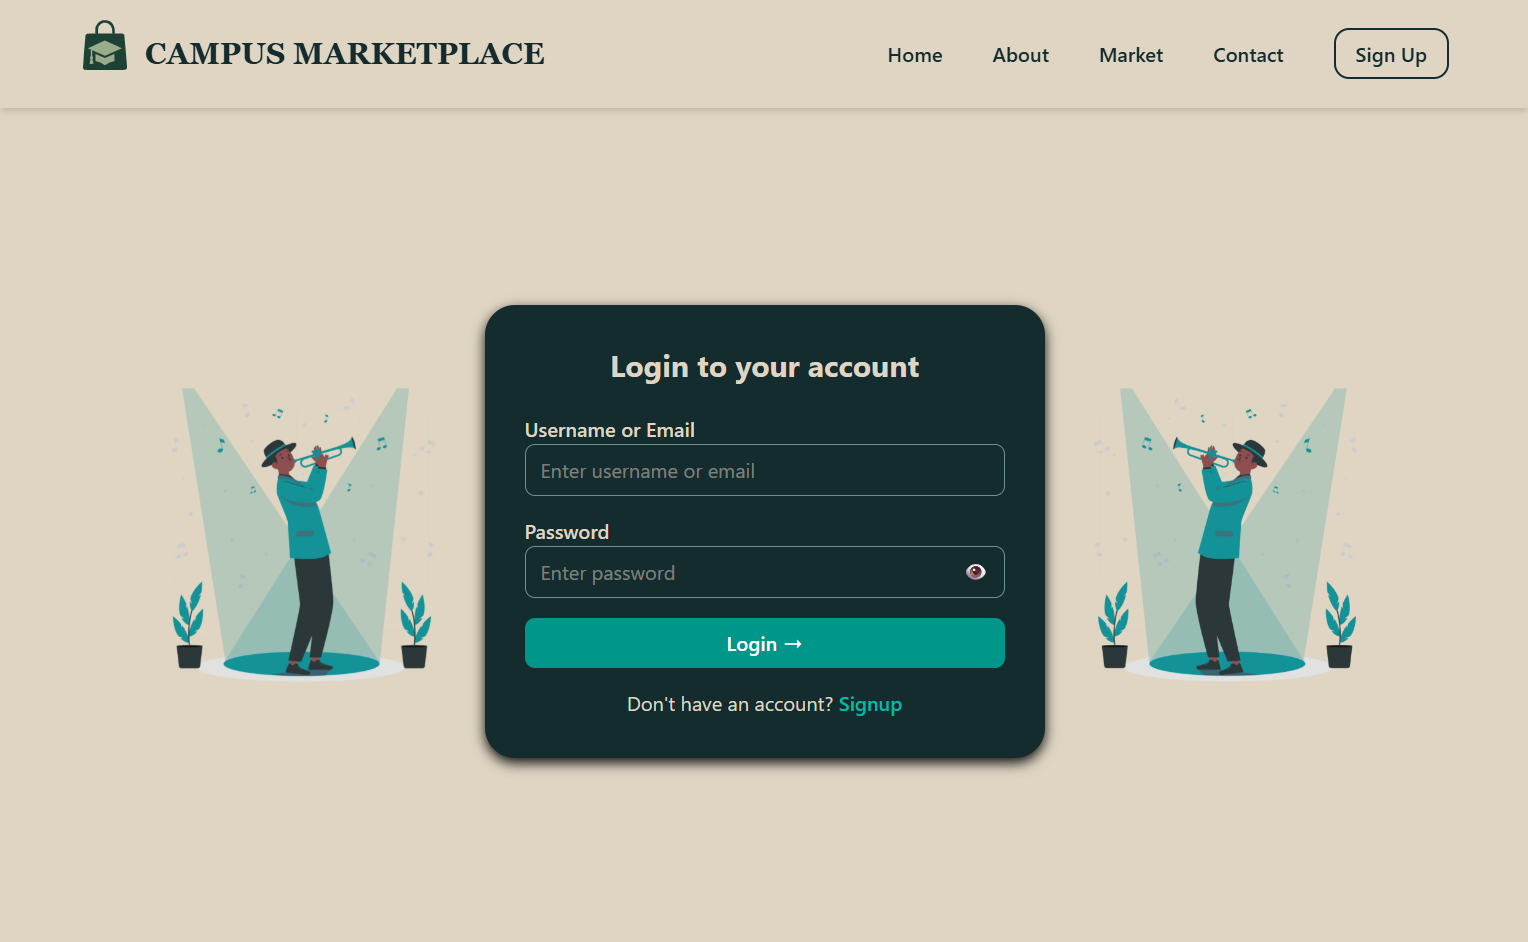 CAMPUS MARKETPLACE
Home
About
Market
Contact
Sign Up
Login to your account
Username or Email
Enter username or email
Password
Enter password
Login →
Don't have an account? Signup